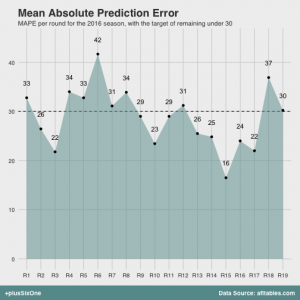 Mean Absolute Prediction Error
MAPE per round for the 2016 season, with the target of remaining under 30
40
30
20
10
0
33 26 22 34 33 42 31 34 29 23 29 31 26 25 16 24 22 37 30
R1 R2 R3 R4 R5 R6 R7 R8 R9 R10 R11 R12 R13 R14 R15 R16 R17 R18 R19
+plusSixOne Data Source: afltables.com